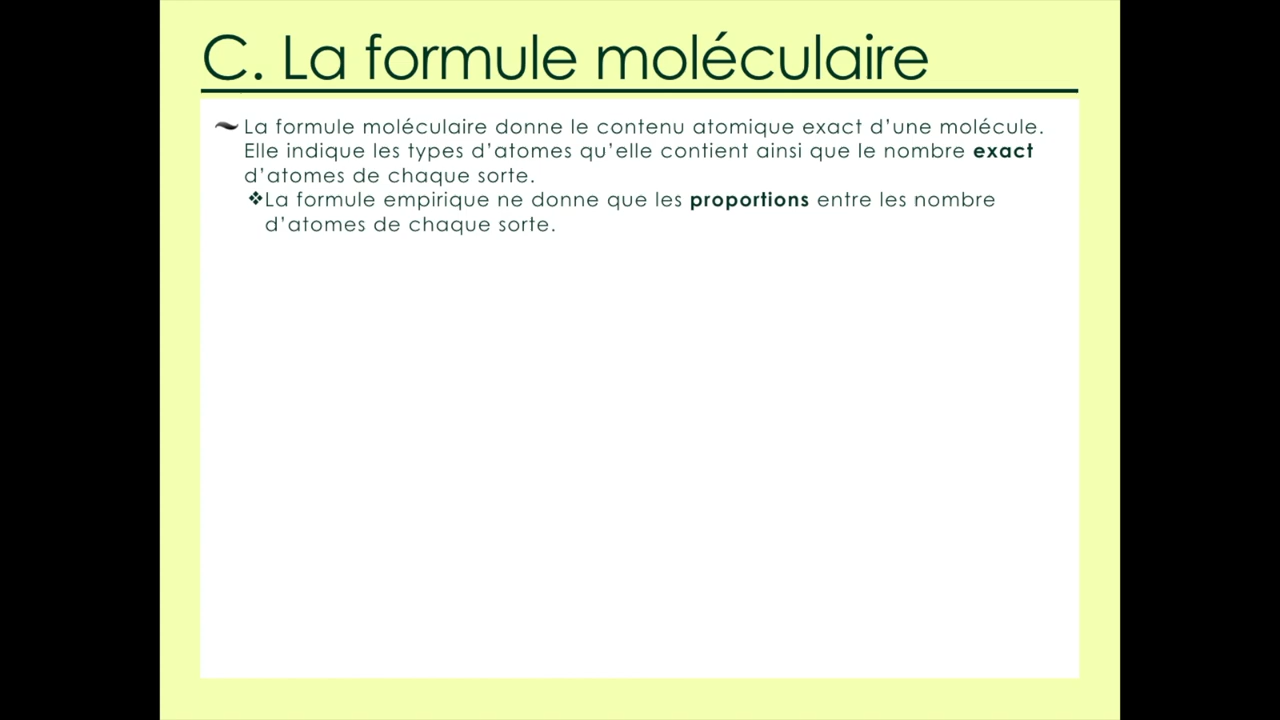 C. La formule moléculaire
La formule moléculaire donne le contenu atomique exact d’une molécule.
Elle indique les types d’atomes qu’elle contient ainsi que le nombre exact
d’atomes de chaque sorte.
❖La formule empirique ne donne que les proportions entre les nombre
d’atomes de chaque sorte.